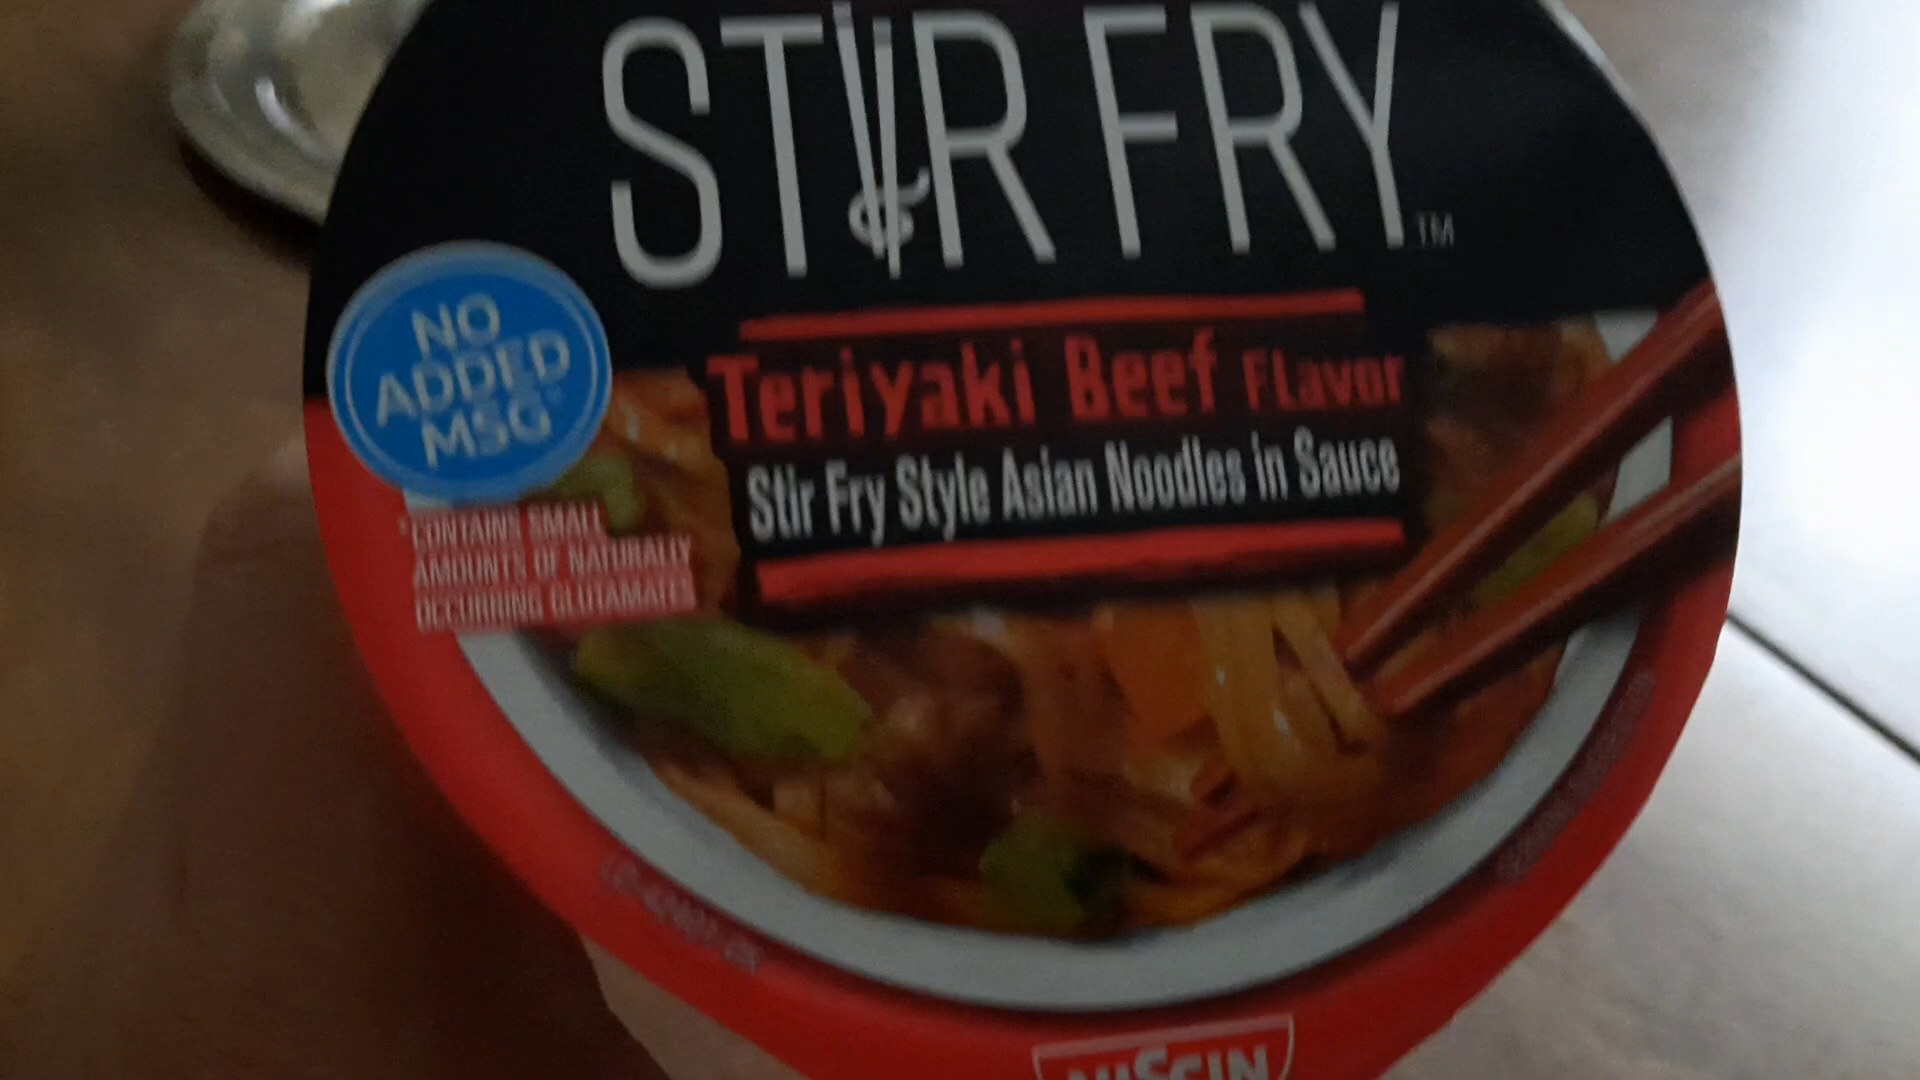 STIR FRY
TM
NO
ADDED
MSG*
Teriyaki Beef Flavor
Stir Fry Style Asian Noodles in Sauce
*CONTAINS SMALL
AMOUNTS OF NATURALLY
OCCURRING GLUTAMATES
NISSIN